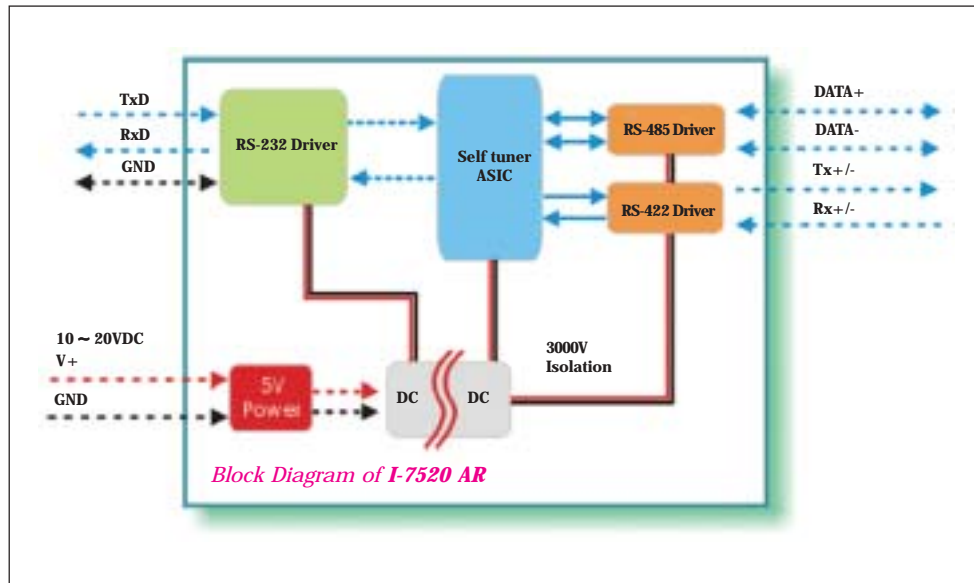 TxD
RxD
GND
RS-232 Driver
Self tuner
ASIC
RS-485 Driver
RS-422 Driver
DATA+
DATA-
Tx+/-
Rx+/-
10 ~ 20VDC
V+
GND
5V
Power
DC
DC
3000V
Isolation
Block Diagram of I-7520 AR